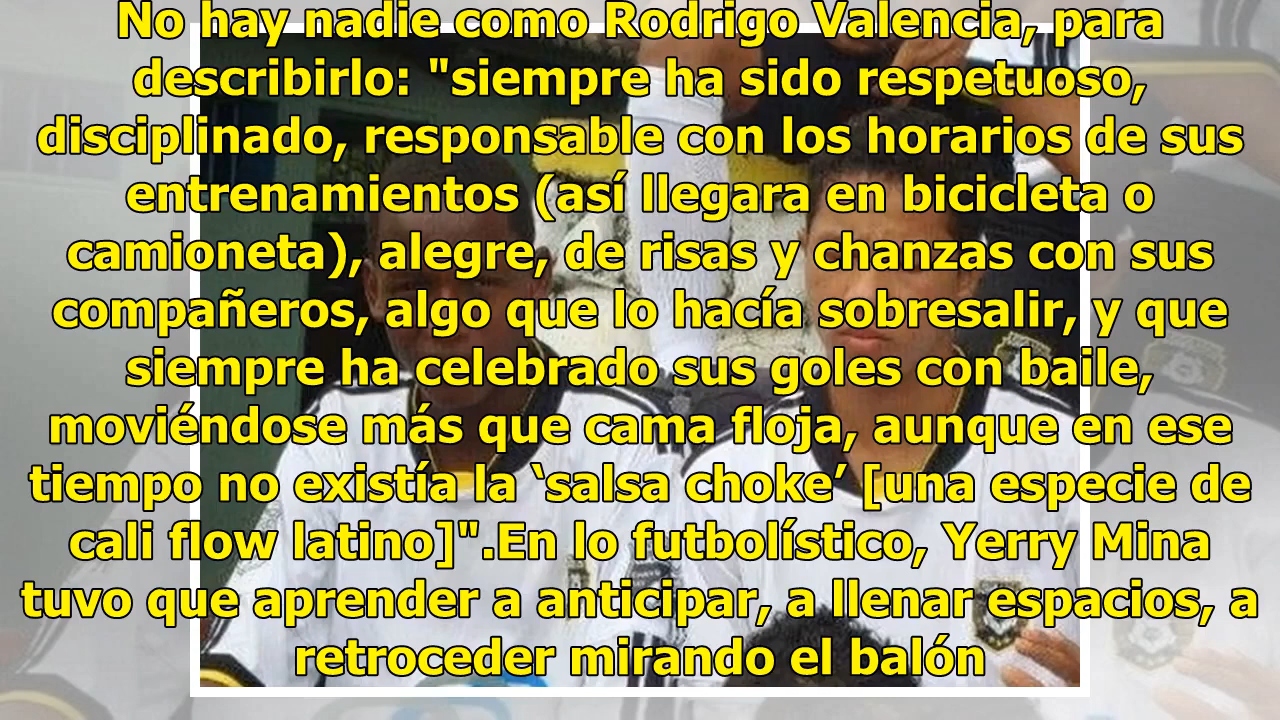 No hay nadie como Rodrigo Valencia, para
describirlo: "siempre ha sido respetuoso,
disciplinado, responsable con los horarios de sus
entrenamientos (así llegara en bicicleta o
camioneta), alegre, de risas y chanzas con sus
compañeros, algo que lo hacía sobresalir, y que
siempre ha celebrado sus goles con baile,
moviéndose más que cama floja, aunque en ese
tiempo no existía la ‘salsa choke’ [una especie de
cali flow latino]".En lo futbolístico, Yerry Mina
tuvo que aprender a anticipar, a llenar espacios, a
retroceder mirando el balón